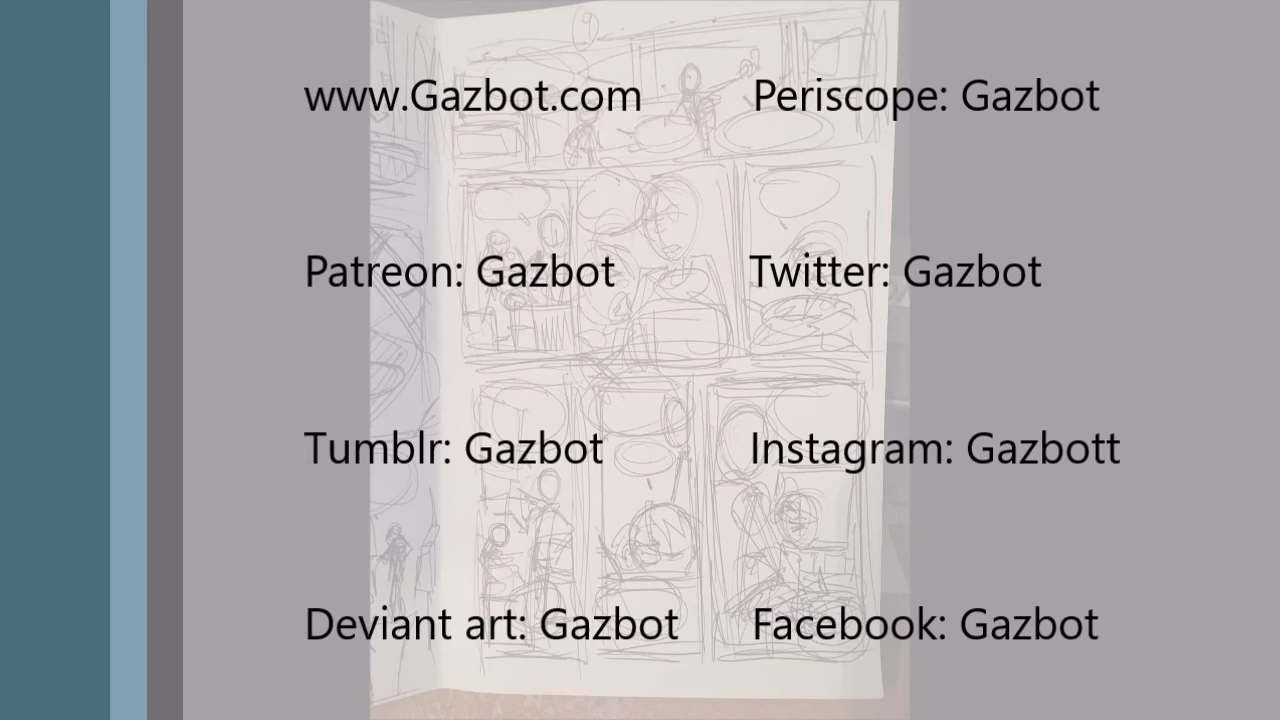 www.Gazbot.com
Periscope: Gazbot
Patreon: Gazbot
Twitter: Gazbot
Tumblr: Gazbot
Instagram: Gazbott
Deviant art: Gazbot
Facebook: Gazbot